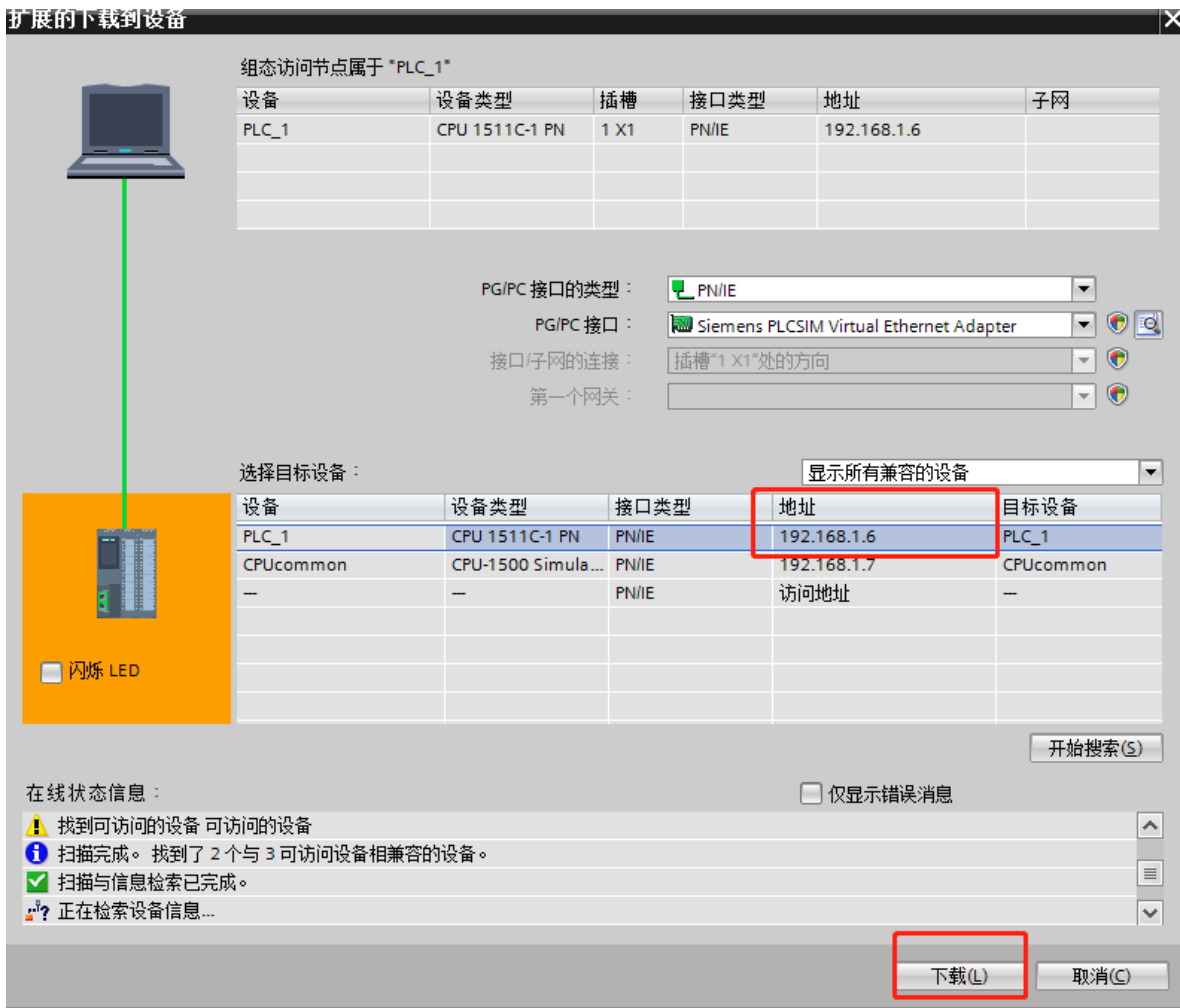 扩展的下载到设备
组态访问节点属于 "PLC_1"
设备 设备类型 插槽 接口类型 地址 子网
PLC_1 CPU 1511C-1 PN 1 X1 PN/IE 192.168.1.6
PG/PC 接口的类型： PN/IE
PG/PC 接口： Siemens PLCSIM Virtual Ethernet Adapter
接口/子网的连接： 插槽"1 X1"处的方向
第一个网关：
选择目标设备： 显示所有兼容的设备
设备 设备类型 接口类型 地址 目标设备
PLC_1 CPU 1511C-1 PN PN/IE 192.168.1.6 PLC_1
CPUcommon CPU-1500 Simula... PN/IE 192.168.1.7 CPUcommon
— — PN/IE 访问地址 —
闪烁 LED
开始搜索(S)
在线状态信息： 仅显示错误消息
找到可访问的设备 可访问的设备
扫描完成。 找到了 2 个与 3 可访问设备相兼容的设备。
扫描与信息检索已完成。
正在检索设备信息...
下载(L) 取消(C)